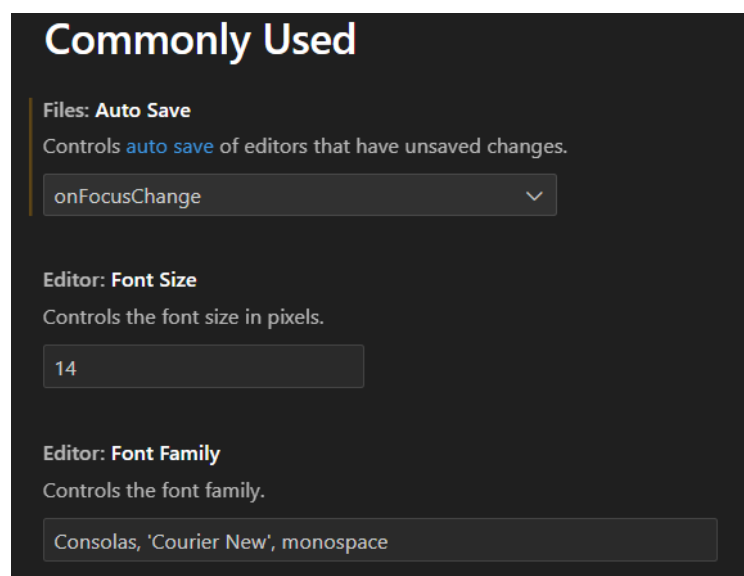 Commonly Used
Files: Auto Save
Controls auto save of editors that have unsaved changes.
onFocusChange
Editor: Font Size
Controls the font size in pixels.
14
Editor: Font Family
Controls the font family.
Consolas, 'Courier New', monospace